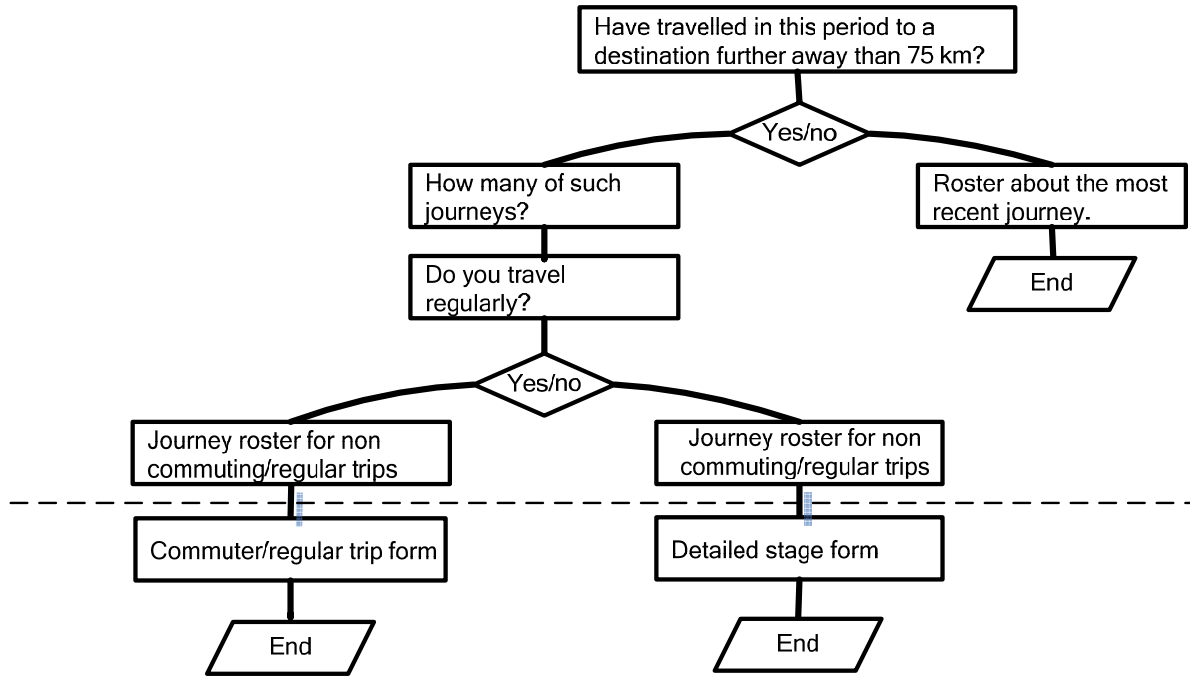 Have travelled in this period to a
destination further away than 75 km?
Yes/no
How many of such
journeys?
Roster about the most
recent journey.
Do you travel
regularly?
End
Yes/no
Journey roster for non
commuting/regular trips
Journey roster for non
commuting/regular trips
Commuter/regular trip form
Detailed stage form
End
End